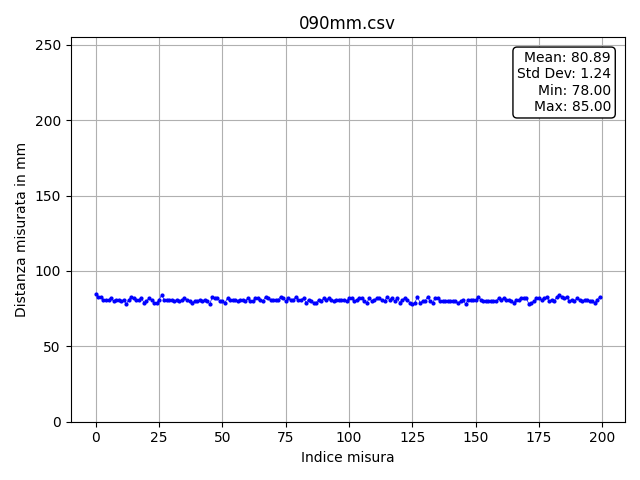 090mm.csv
Mean: 80.89
Std Dev: 1.24
Min: 78.00
Max: 85.00
Distanza misurata in mm
250
200
150
100
50
0
0 25 50 75 100 125 150 175 200
Indice misura